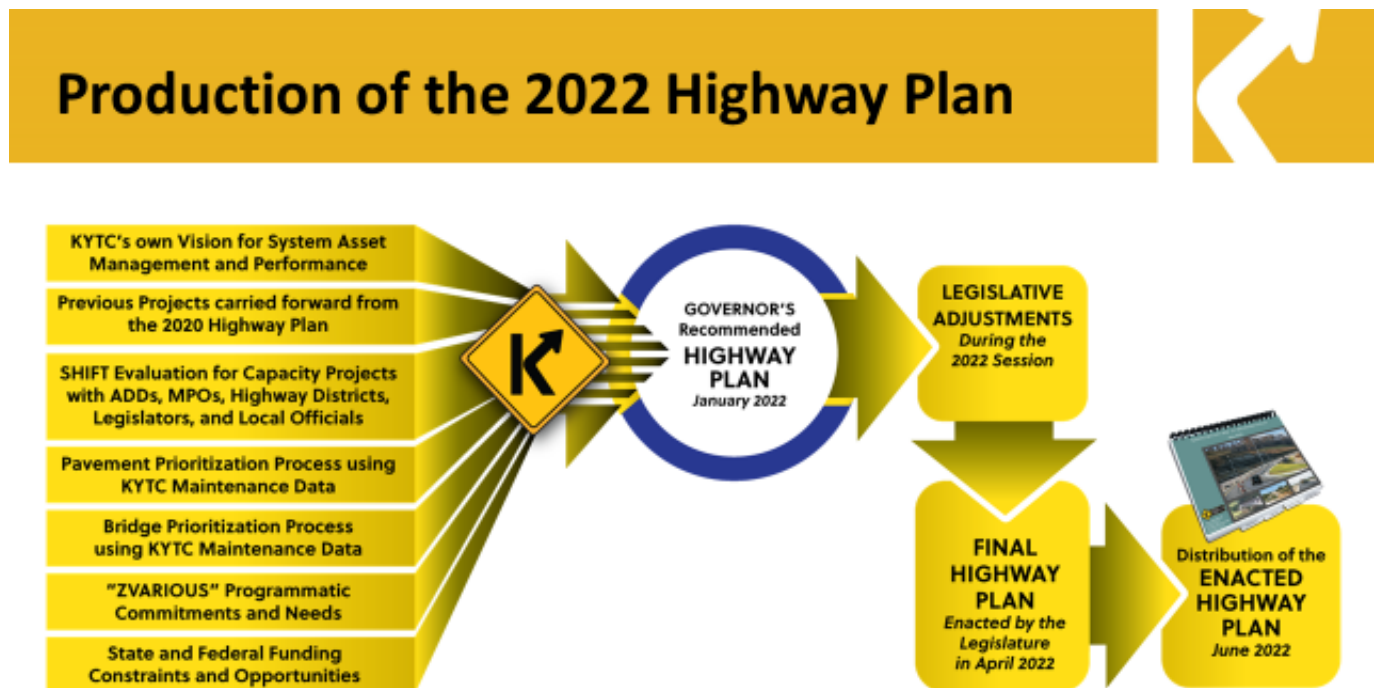 Production of the 2022 Highway Plan
KYTC's own Vision for System Asset
Management and Performance
Previous Projects carried forward from
the 2020 Highway Plan
SHIFT Evaluation for Capacity Projects
with ADDs, MPOs, Highway Districts,
Legislators, and Local Officials
Pavement Prioritization Process using
KYTC Maintenance Data
Bridge Prioritization Process
using KYTC Maintenance Data
"ZVARIOUS" Programmatic
Commitments and Needs
State and Federal Funding
Constraints and Opportunities
GOVERNOR'S
Recommended
HIGHWAY
PLAN
January 2022
LEGISLATIVE
ADJUSTMENTS
During the
2022 Session
FINAL
HIGHWAY
PLAN
Enacted by the
Legislature
in April 2022
Distribution of the
ENACTED
HIGHWAY
PLAN
June 2022